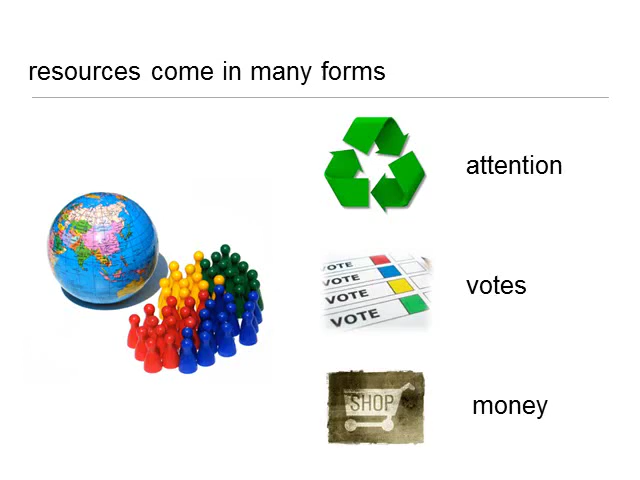 resources come in many forms
attention
VOTE
VOTE
VOTE
VOTE
votes
SHOP
money